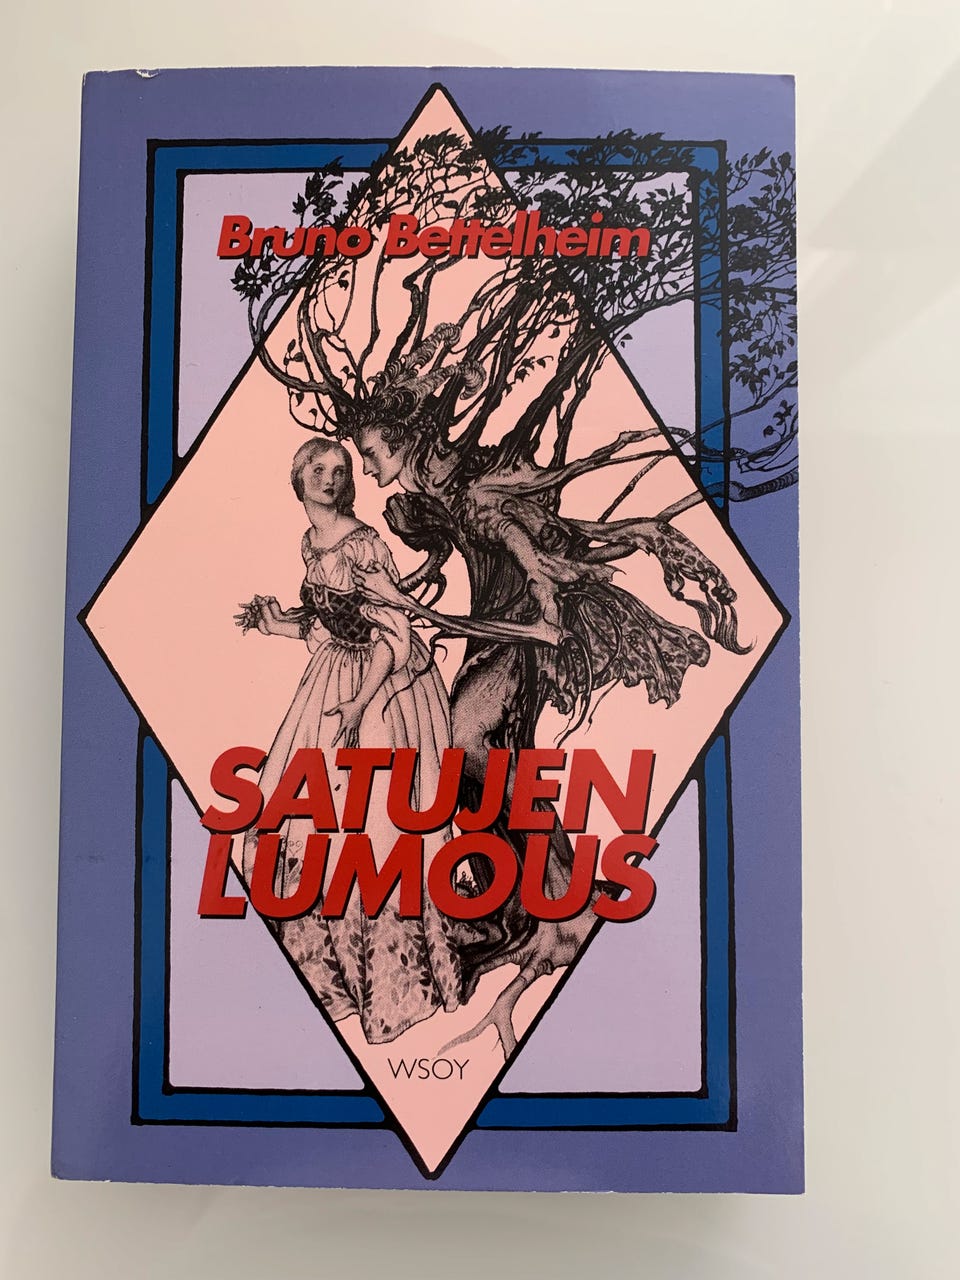 Bruno Bettelheim
SATUJEN
LUMOUS
WSOY